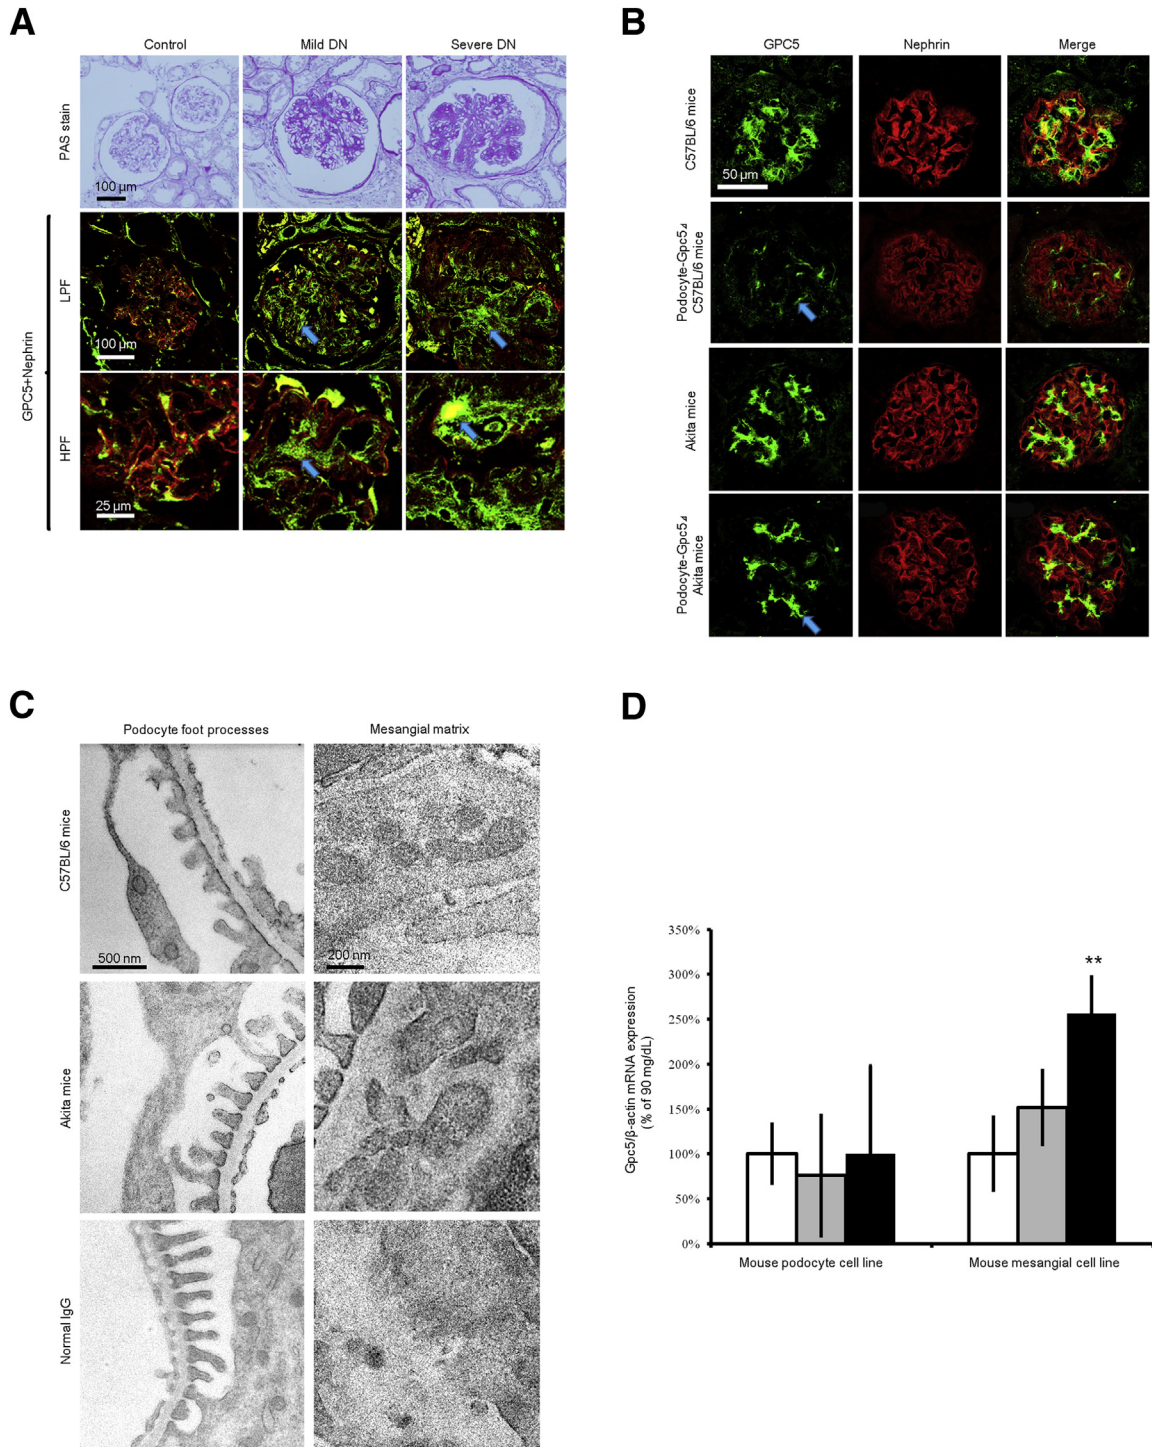 A
Control
Mild DN
Severe DN
PAS stain
100 µm
GPC5+Nephrin
LPF
100 µm
HPF
25 µm
B
GPC5
Nephrin
Merge
C57BL/6 mice
50 µm
Podocyte-Gpc5⊿
C57BL/6 mice
Akita mice
Podocyte-Gpc5⊿
Akita mice
C
Podocyte foot processes
Mesangial matrix
C57BL/6 mice
500 nm
200 nm
Akita mice
Normal IgG
D
Gpc5/β-actin mRNA expression
(% of 90 mg/dL)
350%
300%
250%
200%
150%
100%
50%
0%
**
Mouse podocyte cell line
Mouse mesangial cell line